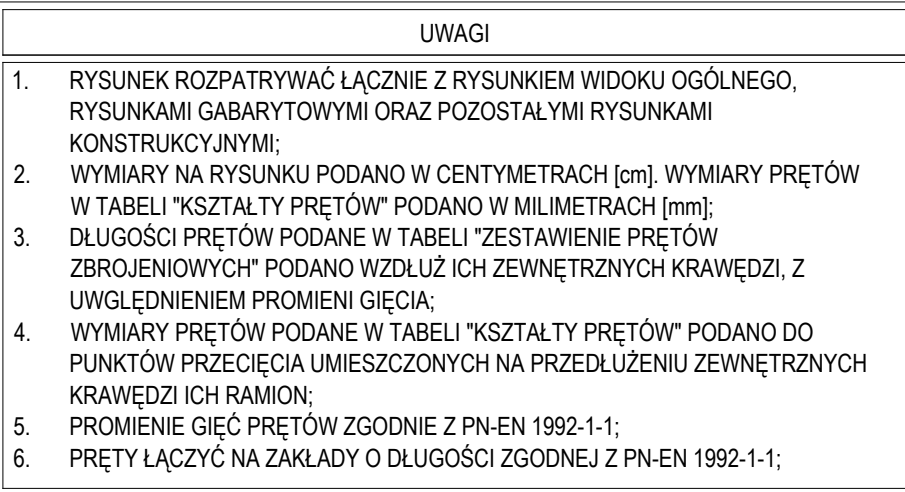 UWAGI
1. RYSUNEK ROZPATRYWAĆ ŁĄCZNIE Z RYSUNKIEM WIDOKU OGÓLNEGO,
RYSUNKAMI GABARYTOWYMI ORAZ POZOSTAŁYMI RYSUNKAMI
KONSTRUKCYJNYMI;
2. WYMIARY NA RYSUNKU PODANO W CENTYMETRACH [cm]. WYMIARY PRĘTÓW
W TABELI "KSZTAŁTY PRĘTÓW" PODANO W MILIMETRACH [mm];
3. DŁUGOŚCI PRĘTÓW PODANE W TABELI "ZESTAWIENIE PRĘTÓW
ZBROJENIOWYCH" PODANO WZDŁUŻ ICH ZEWNĘTRZNYCH KRAWĘDZI, Z
UWGLĘDNIENIEM PROMIENI GIĘCIA;
4. WYMIARY PRĘTÓW PODANE W TABELI "KSZTAŁTY PRĘTÓW" PODANO DO
PUNKTÓW PRZECIĘCIA UMIESZCZONYCH NA PRZEDŁUŻENIU ZEWNĘTRZNYCH
KRAWĘDZI ICH RAMION;
5. PROMIENIE GIĘĆ PRĘTÓW ZGODNIE Z PN-EN 1992-1-1;
6. PRĘTY ŁĄCZYĆ NA ZAKŁADY O DŁUGOŚCI ZGODNEJ Z PN-EN 1992-1-1;